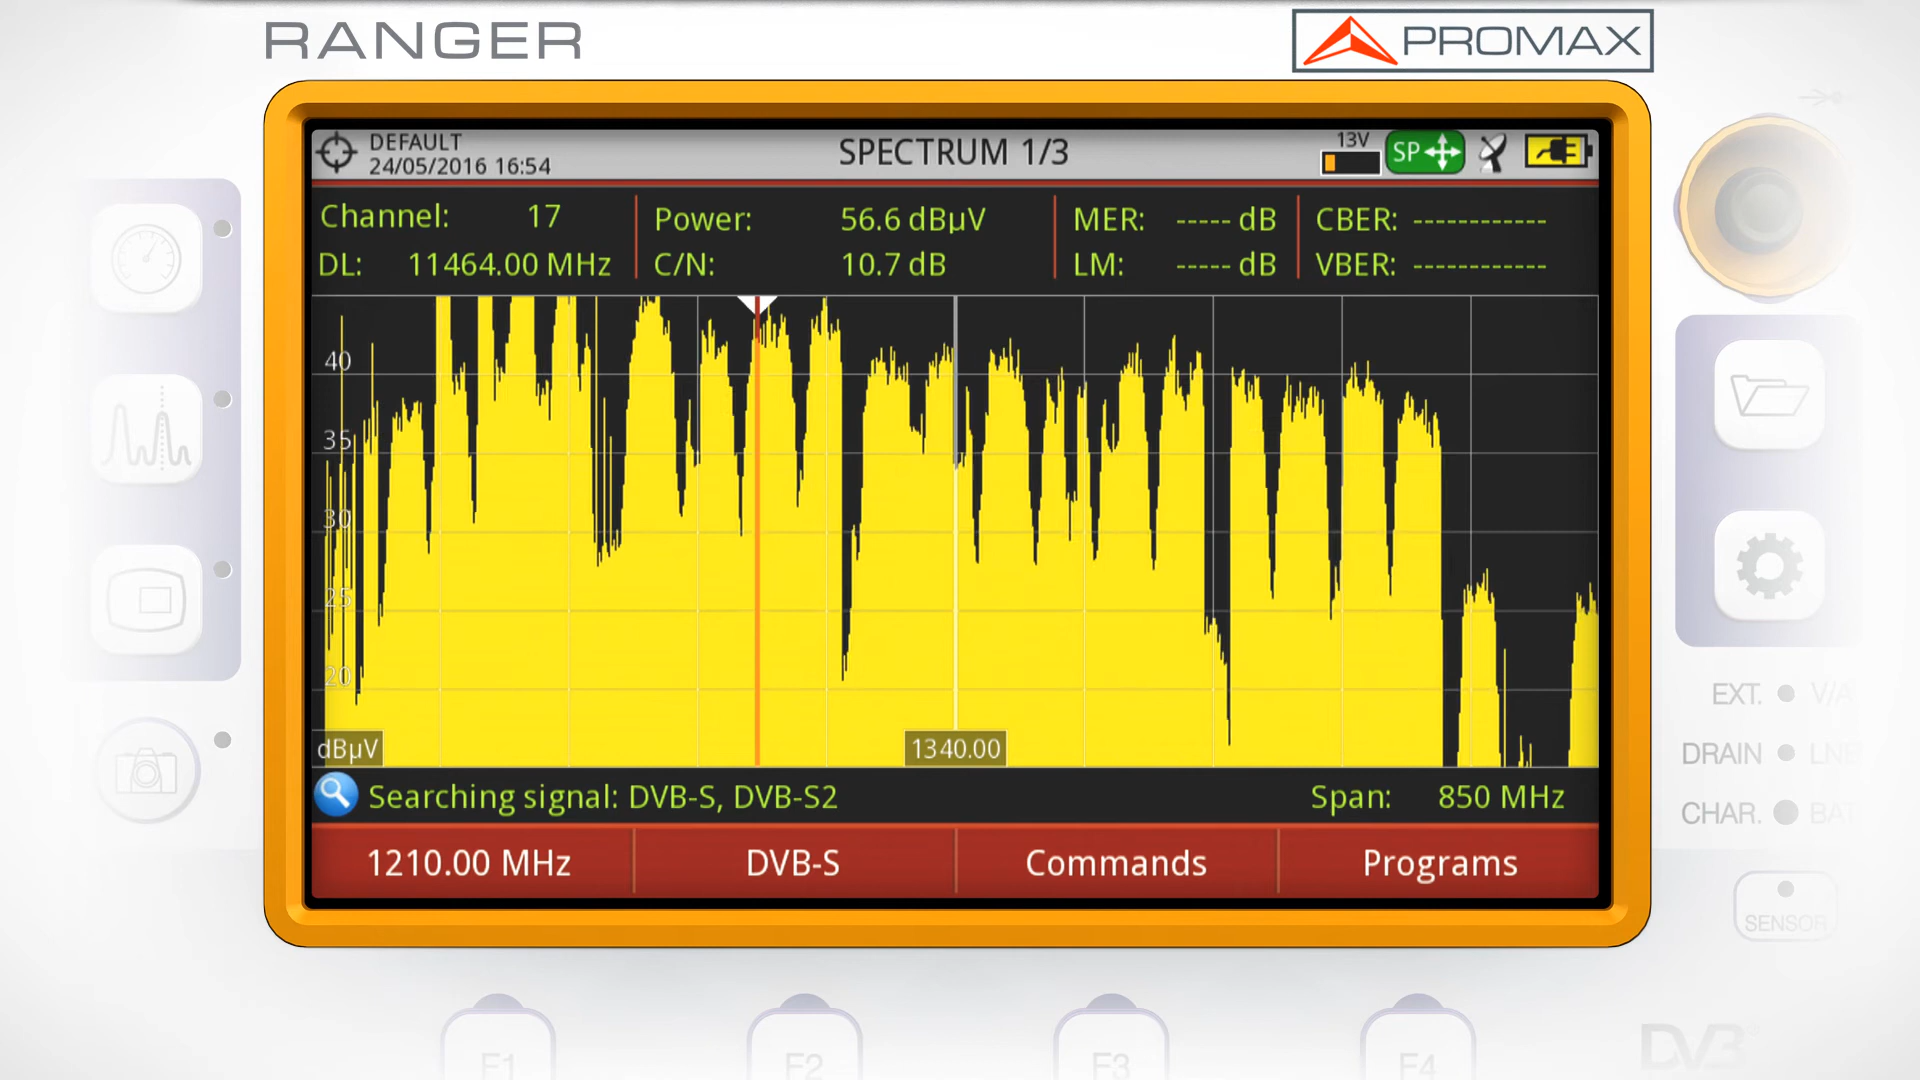 RANGER
PROMAX
DEFAULT
24/05/2016 16:54
SPECTRUM 1/3
13V
SP
Channel: 17
Power: 56.6 dBµV
MER: ----- dB
CBER: ------------
DL: 11464.00 MHz
C/N: 10.7 dB
LM: ----- dB
VBER: ------------
40
35
30
25
20
dBµV
1340.00
Searching signal: DVB-S, DVB-S2
Span: 850 MHz
1210.00 MHz
DVB-S
Commands
Programs
EXT.
V/A
DRAIN
LNB
CHAR.
BAT
SENSOR
F1
F2
F3
F4
DVB